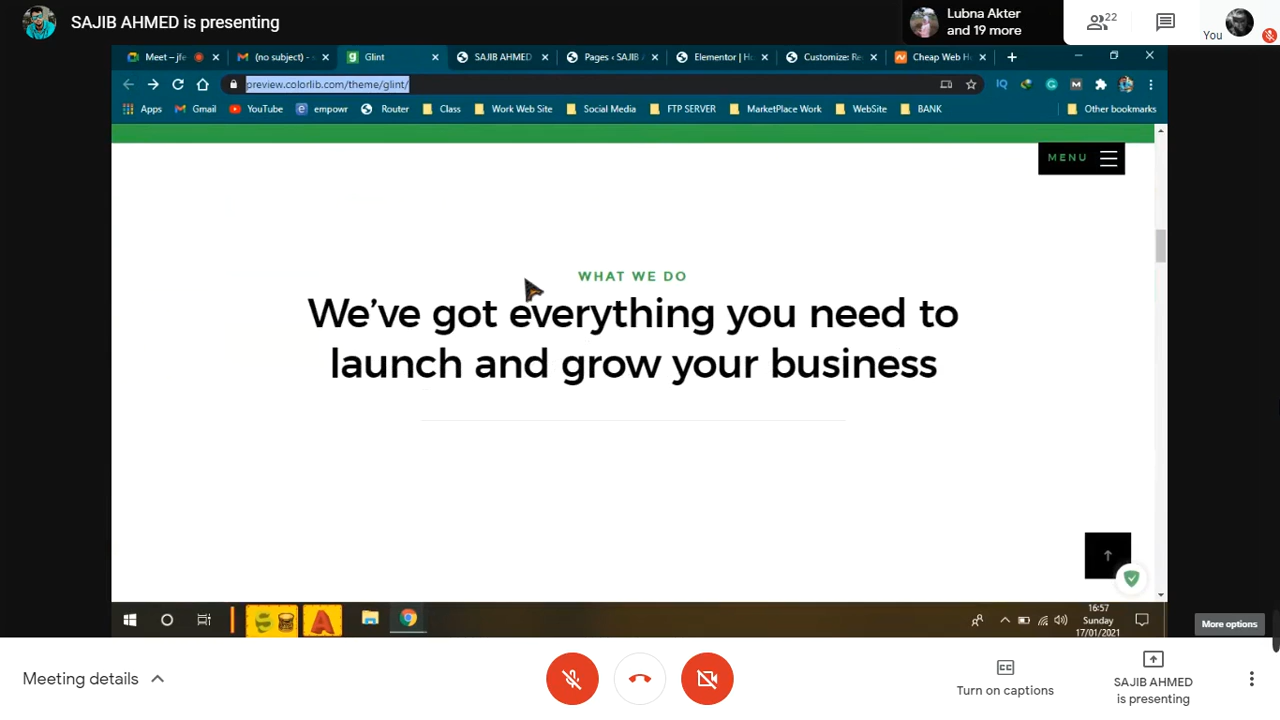 SAJIB AHMED is presenting
Lubna Akter
and 19 more
22
You
Meet – jfe
(no subject) -
Glint
SAJIB AHMED
Pages ‹ SAJIB A
Elementor | Ho
Customize: Re
Cheap Web H
preview.colorlib.com/theme/glint/
Apps
Gmail
YouTube
empowr
Router
Class
Work Web Site
Social Media
FTP SERVER
MarketPlace Work
WebSite
BANK
Other bookmarks
MENU
WHAT WE DO
We've got everything you need to
launch and grow your business
16:57
Sunday
17/01/2021
More options
Meeting details
Turn on captions
SAJIB AHMED
is presenting